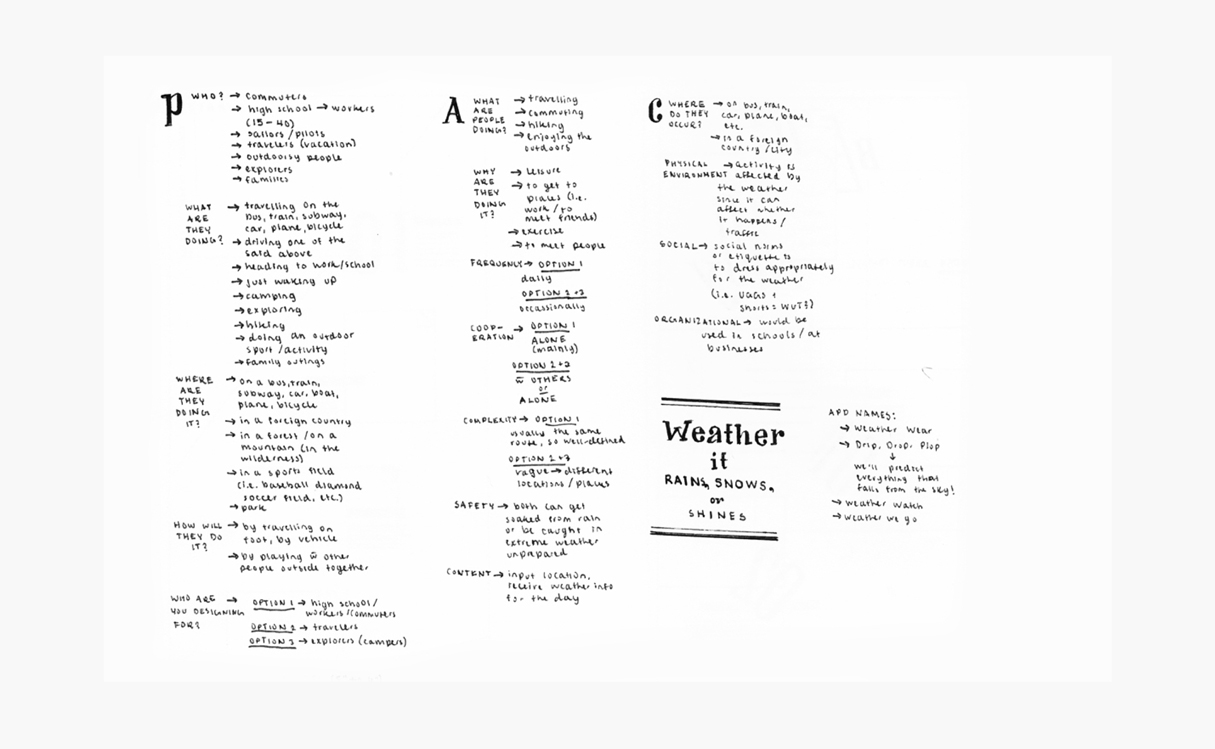 P
WHO? → commuters
→ high school → workers
(15-40)
→ sailors/pilots
→ travelers (vacation)
→ outdoorsy people
→ explorers
→ families
WHAT ARE THEY DOING? → travelling on the
bus, train, subway,
car, plane, bicycle
→ driving one of the
said above
→ heading to work/school
→ just waking up
→ camping
→ exploring
→ hiking
→ doing an outdoor
sport/activity
→ family outings
WHERE ARE THEY DOING IT? → on a bus, train,
subway, car, boat,
plane, bicycle
→ in a foreign country
→ in a forest/on a
mountain (in the
wilderness)
→ in a sports field
(i.e. baseball diamond
soccer field, etc.)
→ park
HOW WILL THEY DO IT? → by travelling on
foot, by vehicle
→ by playing w̄ other
people outside together
WHO ARE YOU DESIGNING FOR? → OPTION 1 → high school/
workers/commuters
OPTION 2 → travelers
OPTION 3 → explorers (campers)
A
WHAT ARE PEOPLE DOING? → travelling
→ commuting
→ hiking
→ enjoying the
outdoors
WHY ARE THEY DOING IT? → leisure
→ to get to
places (i.e.
work/to
meet friends)
→ exercise
→ to meet people
FREQUENCY → OPTION 1
daily
OPTION 2+3
occassionally
COOP-
ERATION → OPTION 1
ALONE
(mainly)
OPTION 2+3
w̄ OTHERS
or
ALONE
COMPLEXITY → OPTION 1
usually the same
route, so well-defined
OPTION 2+3
vague → different
locations/places
SAFETY → both can get
soaked from rain
or be caught in
extreme weather
unprepared
CONTENT → input location,
receive weather info
for the day
C
WHERE DO THEY OCCUR? → on bus, train,
car, plane, boat,
etc.
→ in a foreign
country/city
PHYSICAL ENVIRONMENT → activity is
affected by
the weather
since it can
affect whether
it happens/
traffic
SOCIAL → social norms
or etiquette is
to dress appropriately
for the weather
(i.e. UGGS +
shorts = WUT?)
ORGANIZATIONAL → would be
used in schools/at
businesses
Weather
it
RAINS, SNOWS,
or
SHINES
APP NAMES:
→ Weather Wear
→ Drip, Drop, Plop
↓
we'll predict
everything that
falls from the sky!
→ weather watch
→ weather we go